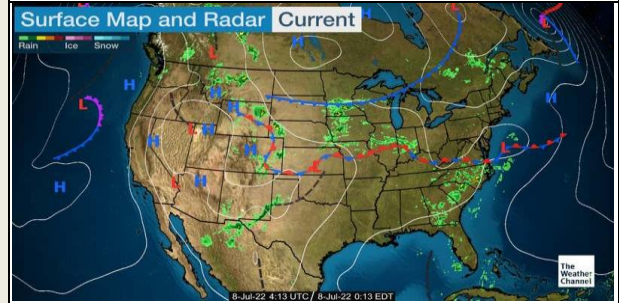 Surface Map and Radar Current
Rain Ice Snow
L
L
H
H
L
H
H
H
L
H
L
H
H
H
L
H
L
L
H
The
Weather
Channel
8-Jul-22 4:13 UTC / 8-Jul-22 0:13 EDT